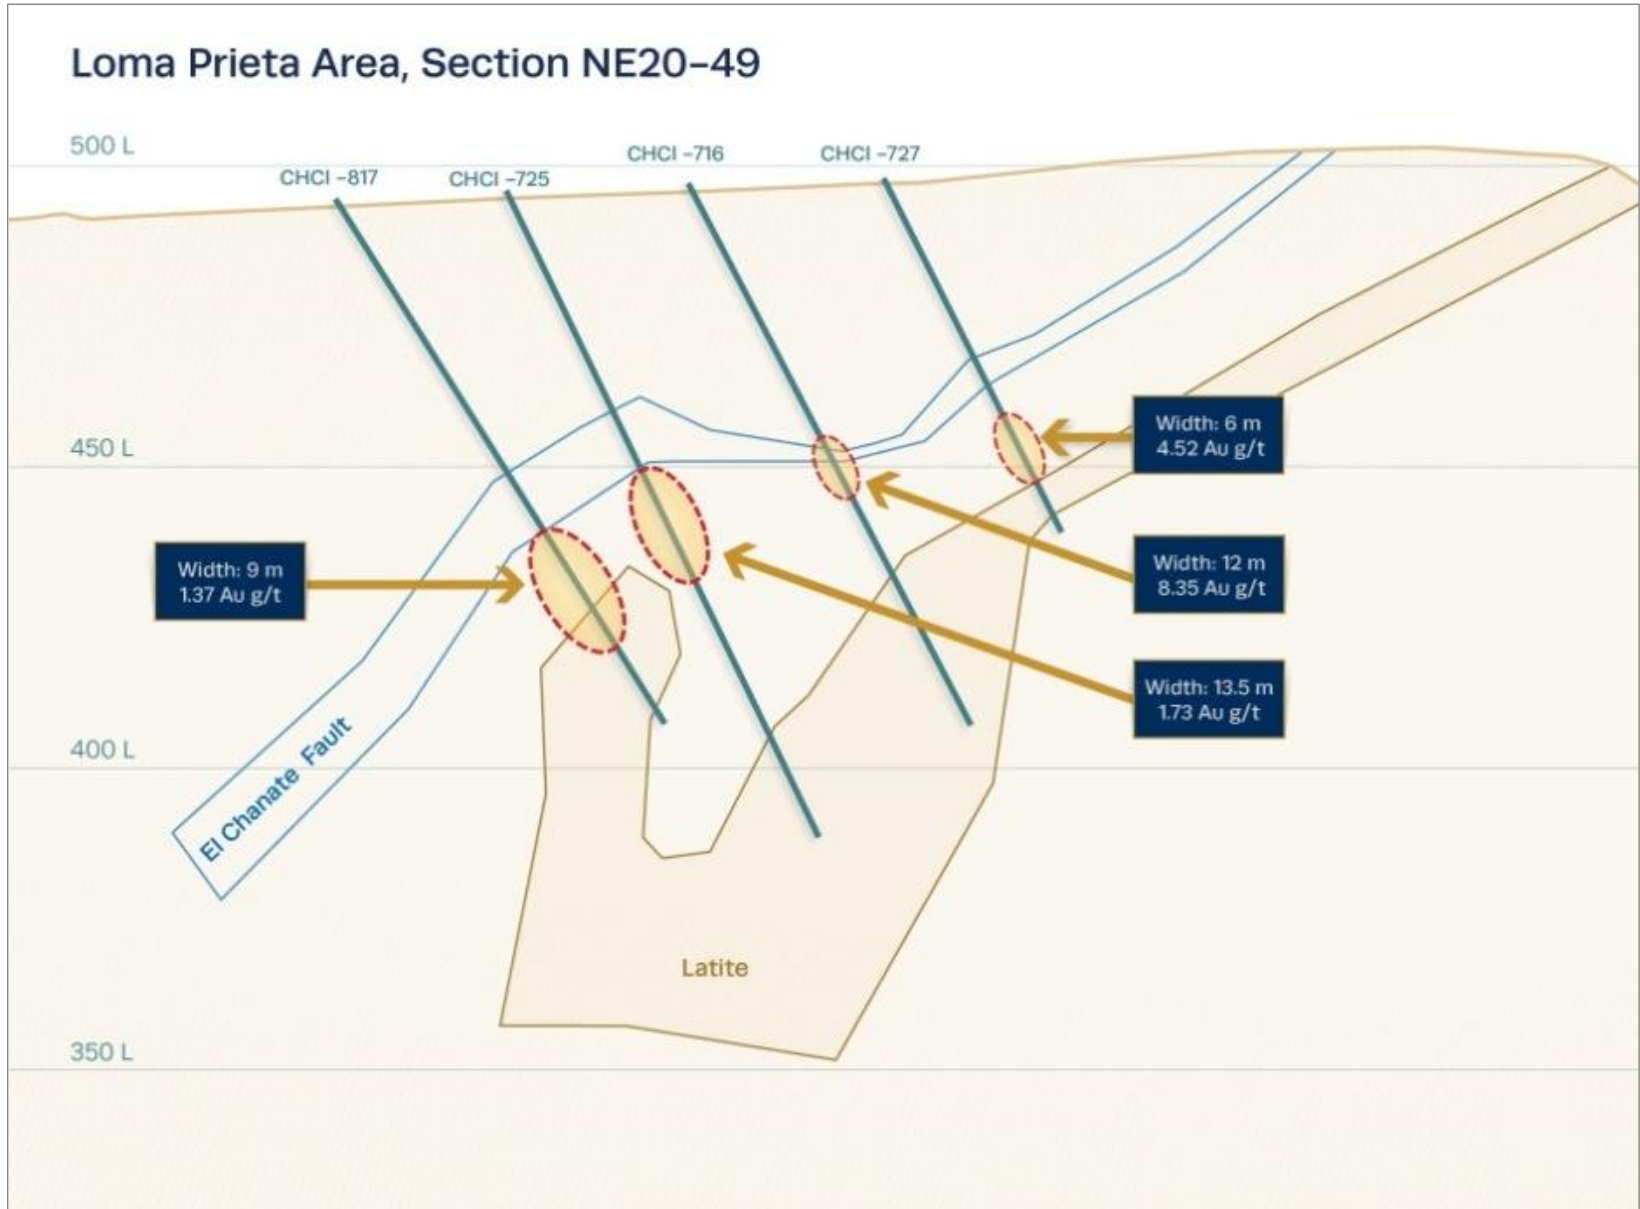 Loma Prieta Area, Section NE20-49
500 L
CHCI -817
CHCI -725
CHCI -716
CHCI -727
450 L
Width: 6 m
4.52 Au g/t
Width: 9 m
1.37 Au g/t
Width: 12 m
8.35 Au g/t
Width: 13.5 m
1.73 Au g/t
400 L
El Chanate Fault
Latite
350 L